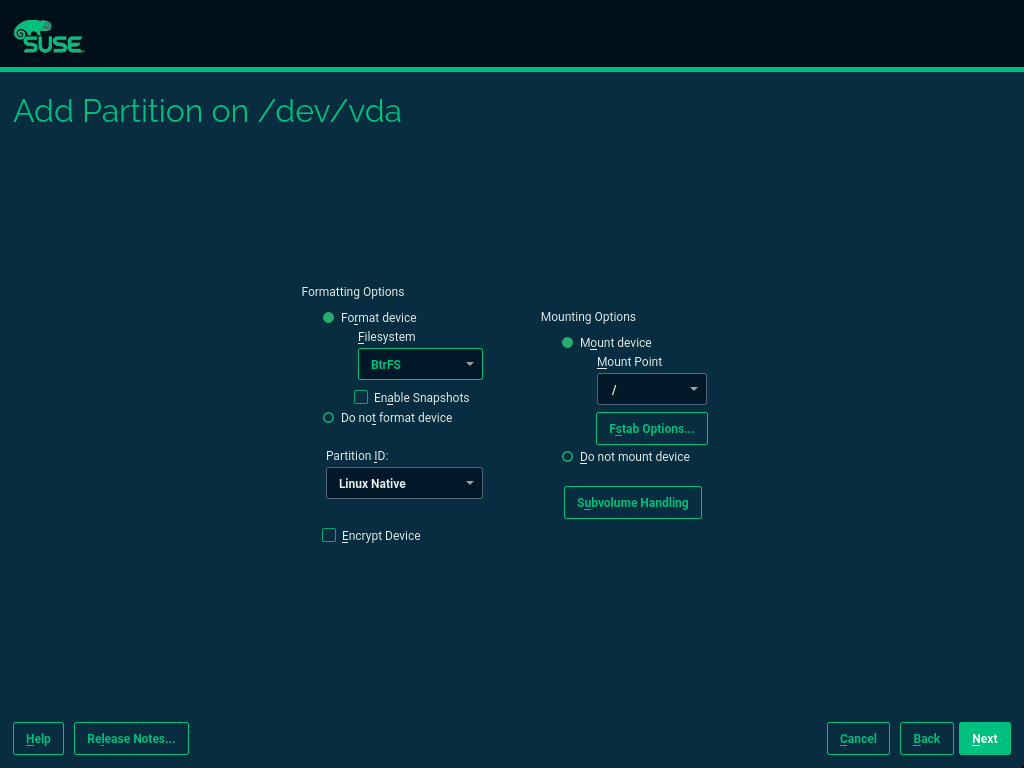 SUSE
Add Partition on /dev/vda
Formatting Options
Format device
Filesystem
BtrFS
Enable Snapshots
Do not format device
Partition ID:
Linux Native
Encrypt Device
Mounting Options
Mount device
Mount Point
/
Fstab Options...
Do not mount device
Subvolume Handling
Help
Release Notes...
Cancel
Back
Next